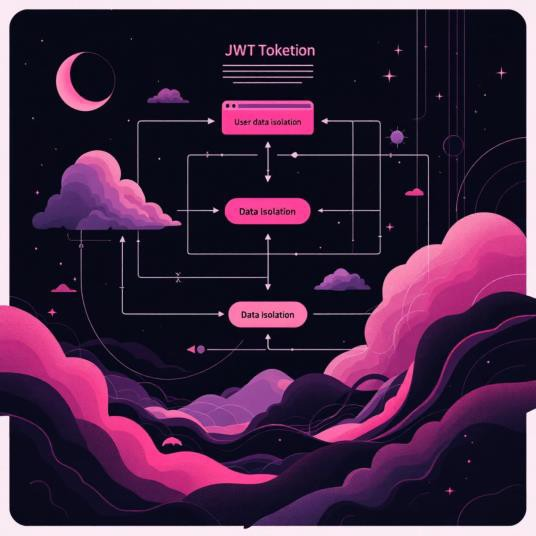 JWT Toketion
User data isolation
Data Isolation
Data Isolation